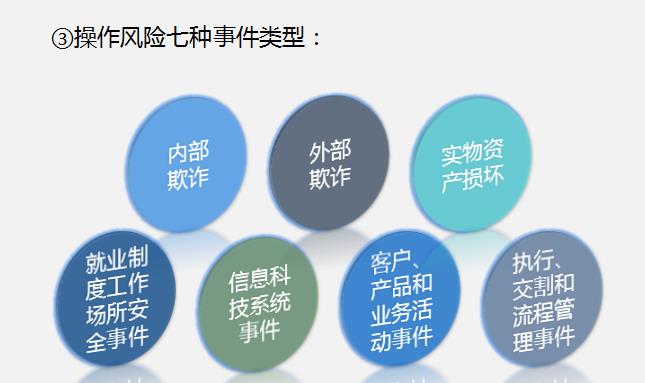 ③操作风险七种事件类型：
内部
欺诈
外部
欺诈
实物资
产损坏
就业制
度工作
场所安
全事件
信息科
技系统
事件
客户、
产品和
业务活
动事件
执行、
交割和
流程管
理事件